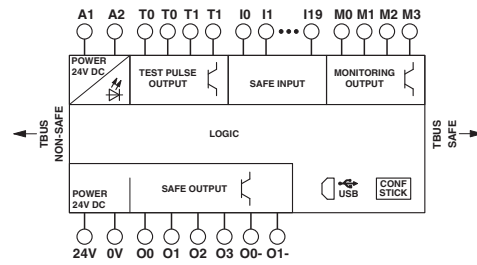 A1 A2 T0 T0 T1 T1 I0 I1 ••• I19 M0 M1 M2 M3
POWER
24V DC
TEST PULSE
OUTPUT
SAFE INPUT
MONITORING
OUTPUT
TBUS
NON-SAFE
LOGIC
TBUS
SAFE
POWER
24V DC
SAFE OUTPUT
USB
CONF
STICK
24V 0V O0 O1 O2 O3 O0- O1-